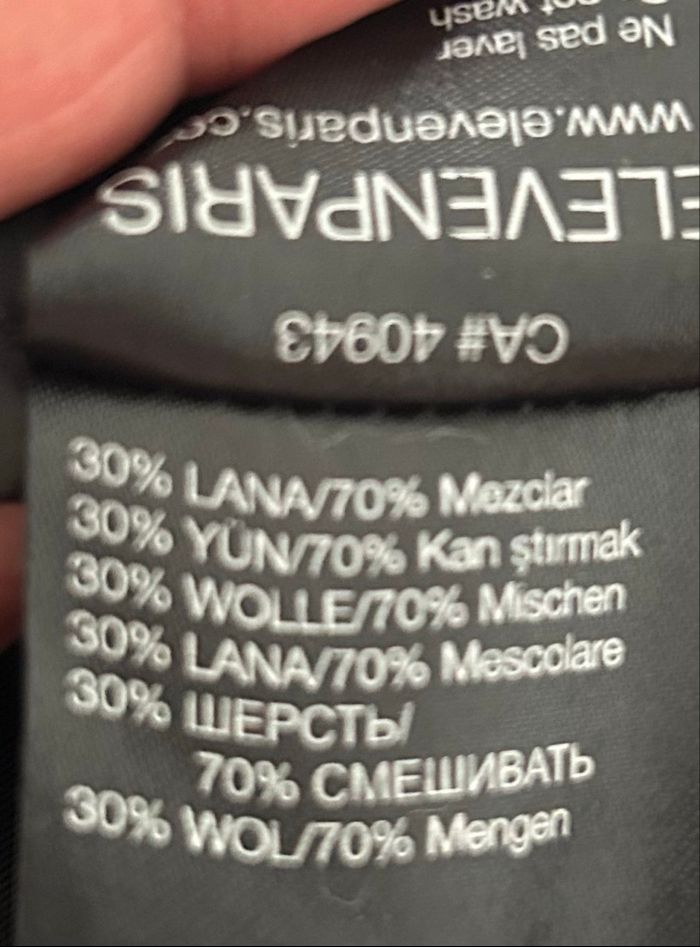 wash
Ne pas laver
www.elevenparis.co
ELEVENPARIS
CA# 40943
30% LANA/70% Mezclar
30% YÜN/70% Kan ştırmak
30% WOLLE/70% Mischen
30% LANA/70% Mescolare
30% ШЕРСТЬ/
70% СМЕШИВАТЬ
30% WOL/70% Mengen